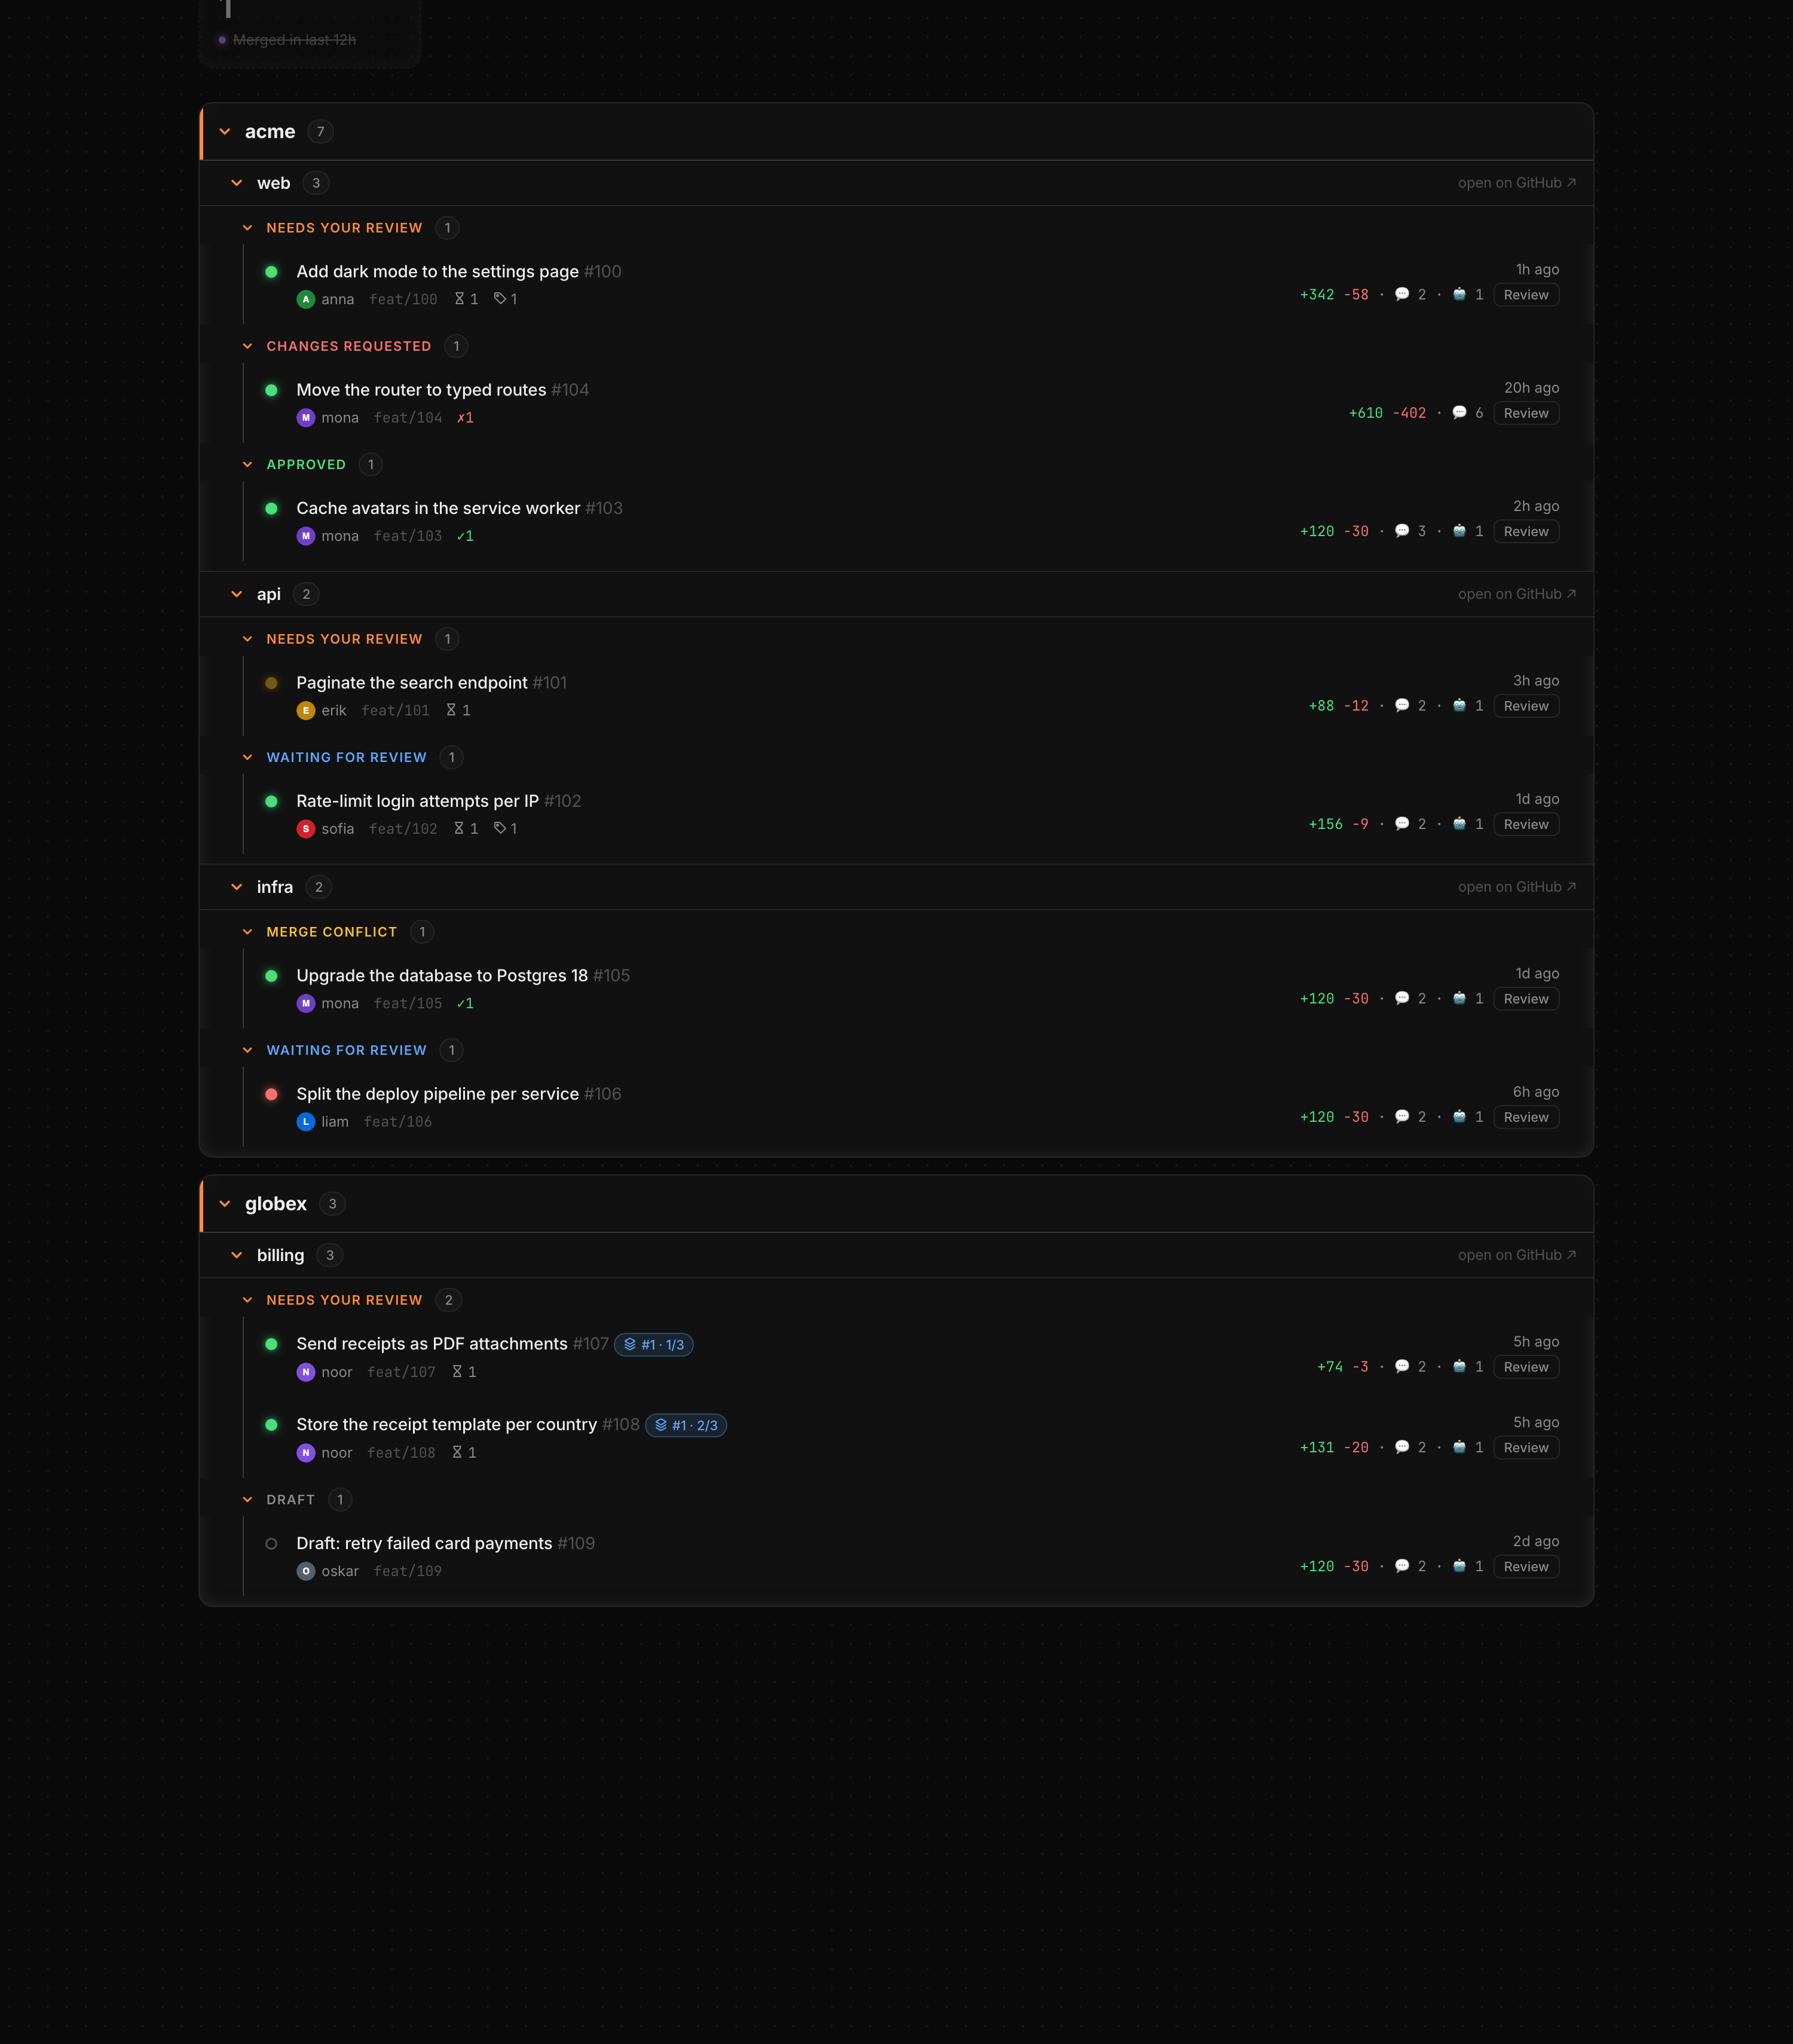 Merged in last 12h
acme 7
web 3 open on GitHub ↗
NEEDS YOUR REVIEW 1
Add dark mode to the settings page #100 1h ago
A anna feat/100 1 1 +342 -58 · 2 · 1 Review
CHANGES REQUESTED 1
Move the router to typed routes #104 20h ago
M mona feat/104 ✗1 +610 -402 · 6 Review
APPROVED 1
Cache avatars in the service worker #103 2h ago
M mona feat/103 ✓1 +120 -30 · 3 · 1 Review
api 2 open on GitHub ↗
NEEDS YOUR REVIEW 1
Paginate the search endpoint #101 3h ago
E erik feat/101 1 +88 -12 · 2 · 1 Review
WAITING FOR REVIEW 1
Rate-limit login attempts per IP #102 1d ago
S sofia feat/102 1 1 +156 -9 · 2 · 1 Review
infra 2 open on GitHub ↗
MERGE CONFLICT 1
Upgrade the database to Postgres 18 #105 1d ago
M mona feat/105 ✓1 +120 -30 · 2 · 1 Review
WAITING FOR REVIEW 1
Split the deploy pipeline per service #106 6h ago
L liam feat/106 +120 -30 · 2 · 1 Review
globex 3
billing 3 open on GitHub ↗
NEEDS YOUR REVIEW 2
Send receipts as PDF attachments #107 #1 · 1/3 5h ago
N noor feat/107 1 +74 -3 · 2 · 1 Review
Store the receipt template per country #108 #1 · 2/3 5h ago
N noor feat/108 1 +131 -20 · 2 · 1 Review
DRAFT 1
Draft: retry failed card payments #109 2d ago
O oskar feat/109 +120 -30 · 2 · 1 Review